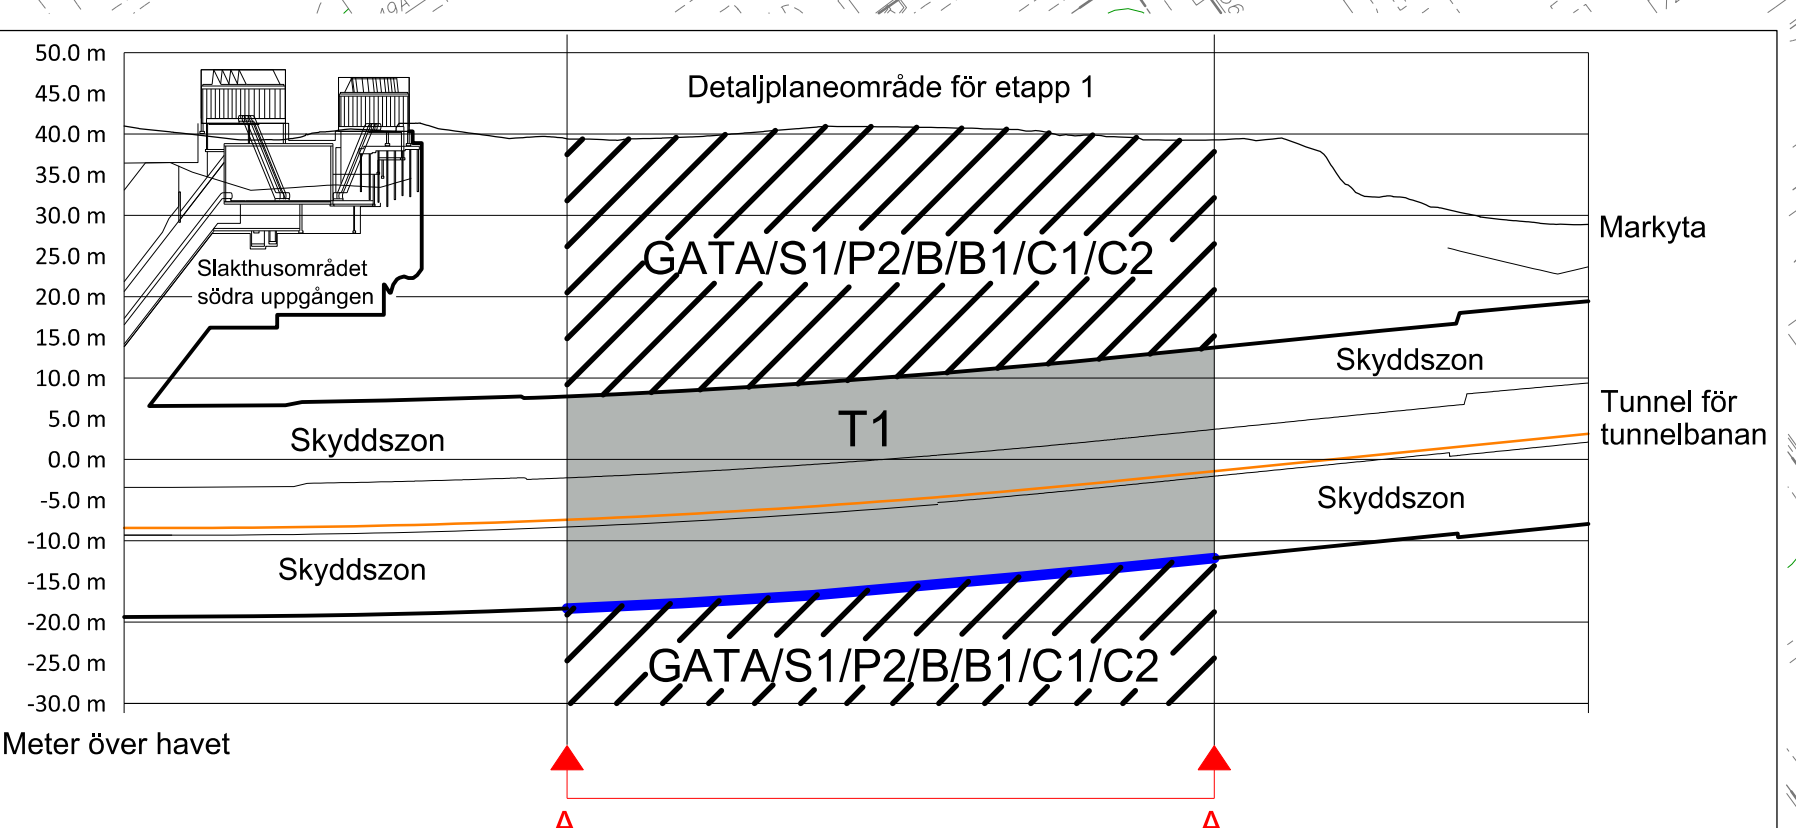 49A
50.0 m
45.0 m
40.0 m
35.0 m
30.0 m
25.0 m
20.0 m
15.0 m
10.0 m
5.0 m
0.0 m
-5.0 m
-10.0 m
-15.0 m
-20.0 m
-25.0 m
-30.0 m
Meter över havet
Detaljplaneområde för etapp 1
GATA/S1/P2/B/B1/C1/C2
Slakthusområdet
södra uppgången
Markyta
Skyddszon
T1
Skyddszon
Tunnel för
tunnelbanan
Skyddszon
Skyddszon
GATA/S1/P2/B/B1/C1/C2
A
A